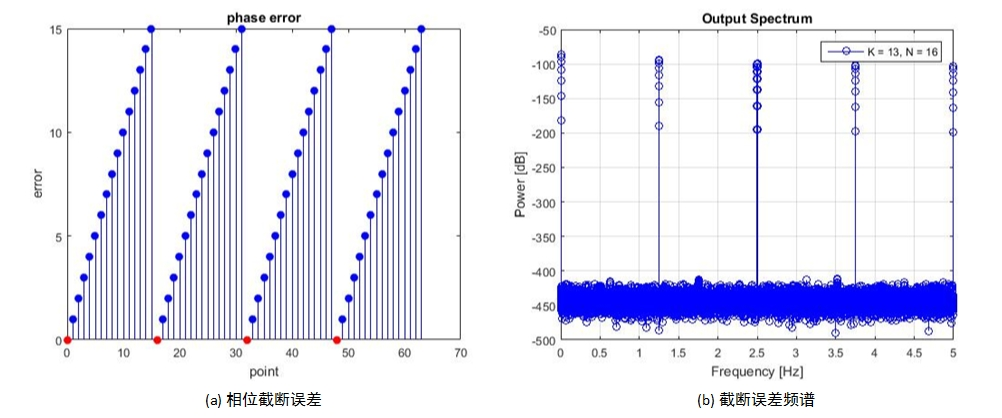 phase error
15
10
5
0
error
0 10 20 30 40 50 60 70
point
(a) 相位截断误差
Output Spectrum
K = 13, N = 16
-50
-100
-150
-200
-250
-300
-350
-400
-450
-500
Power [dB]
0 0.5 1 1.5 2 2.5 3 3.5 4 4.5 5
Frequency [Hz]
(b) 截断误差频谱